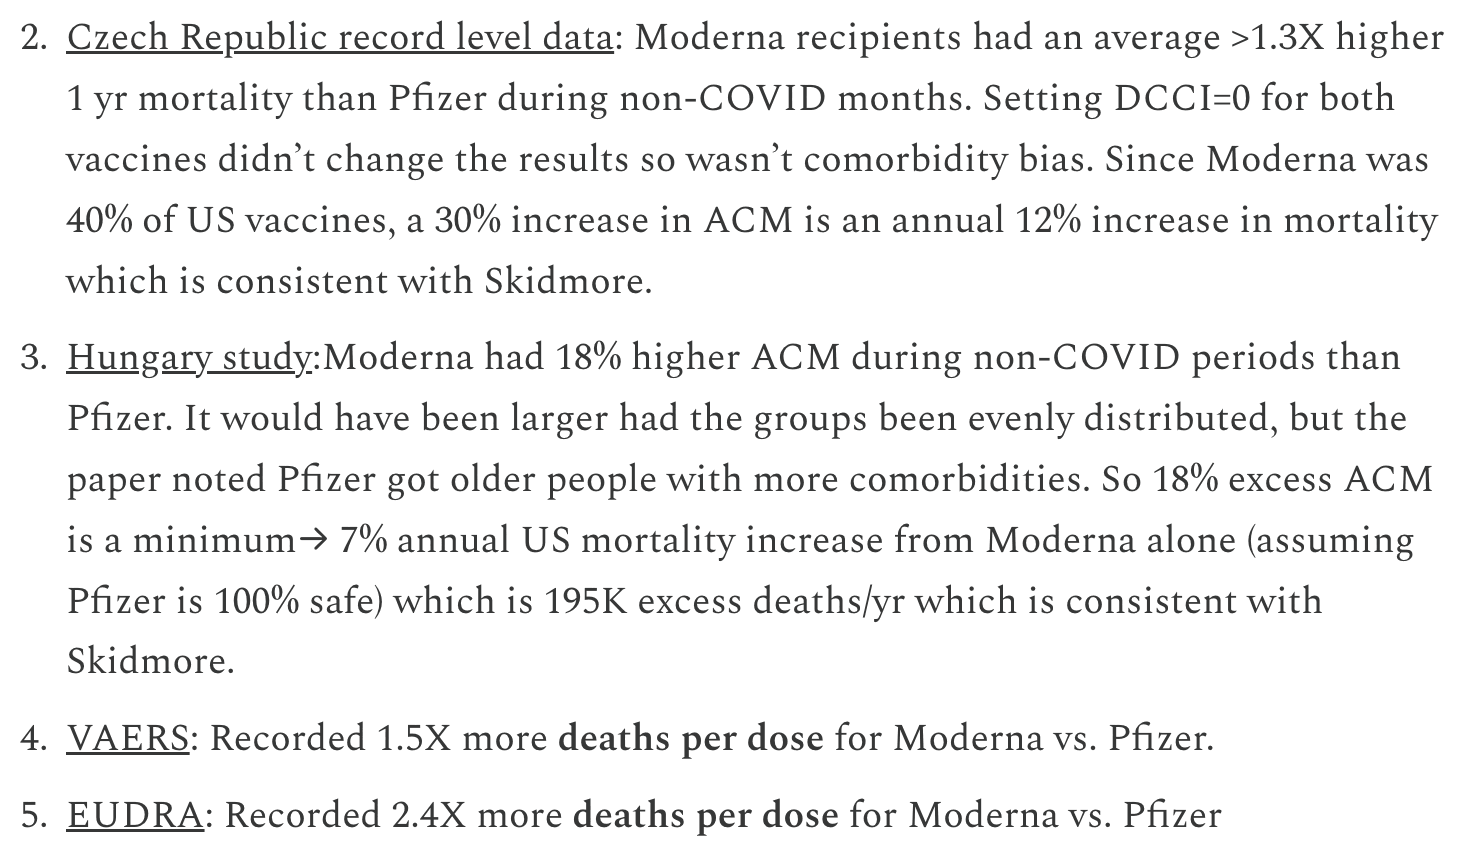 2. Czech Republic record level data: Moderna recipients had an average >1.3X higher
1 yr mortality than Pfizer during non-COVID months. Setting DCCI=0 for both
vaccines didn’t change the results so wasn’t comorbidity bias. Since Moderna was
40% of US vaccines, a 30% increase in ACM is an annual 12% increase in mortality
which is consistent with Skidmore.
3. Hungary study:Moderna had 18% higher ACM during non-COVID periods than
Pfizer. It would have been larger had the groups been evenly distributed, but the
paper noted Pfizer got older people with more comorbidities. So 18% excess ACM
is a minimum→ 7% annual US mortality increase from Moderna alone (assuming
Pfizer is 100% safe) which is 195K excess deaths/yr which is consistent with
Skidmore.
4. VAERS: Recorded 1.5X more deaths per dose for Moderna vs. Pfizer.
5. EUDRA: Recorded 2.4X more deaths per dose for Moderna vs. Pfizer